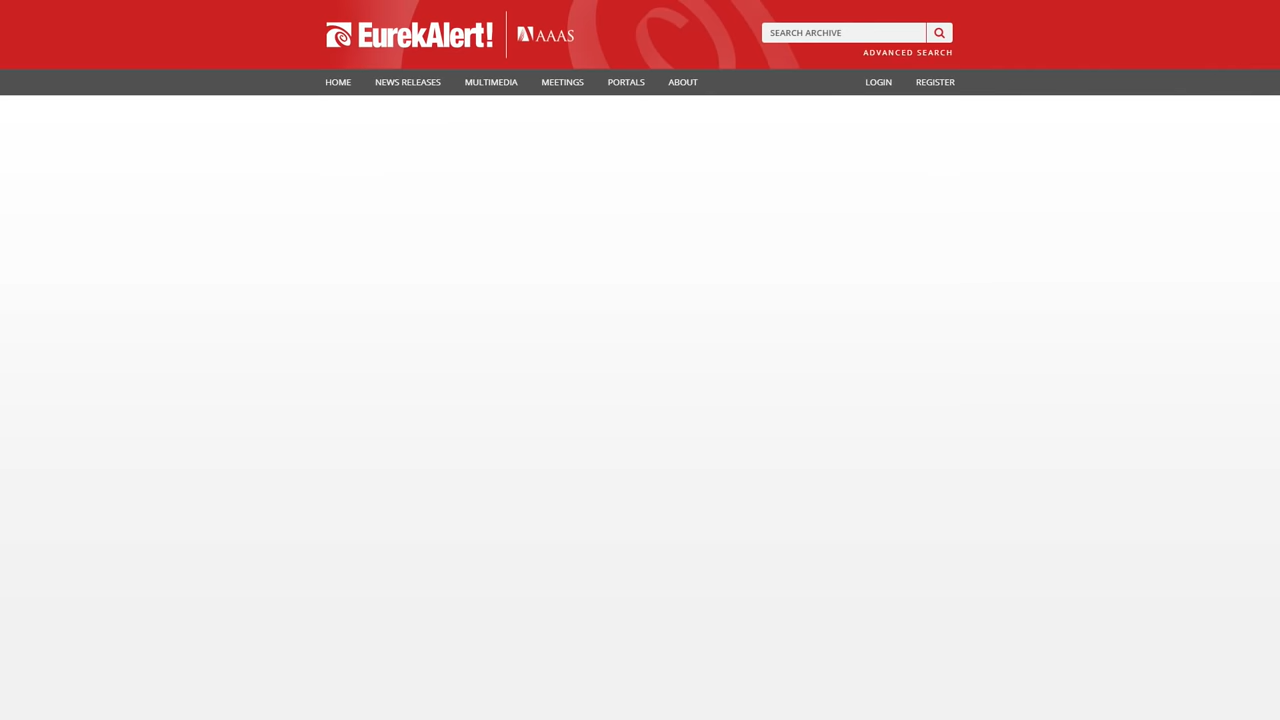 EurekAlert! AAAS
SEARCH ARCHIVE
ADVANCED SEARCH
HOME NEWS RELEASES MULTIMEDIA MEETINGS PORTALS ABOUT LOGIN REGISTER